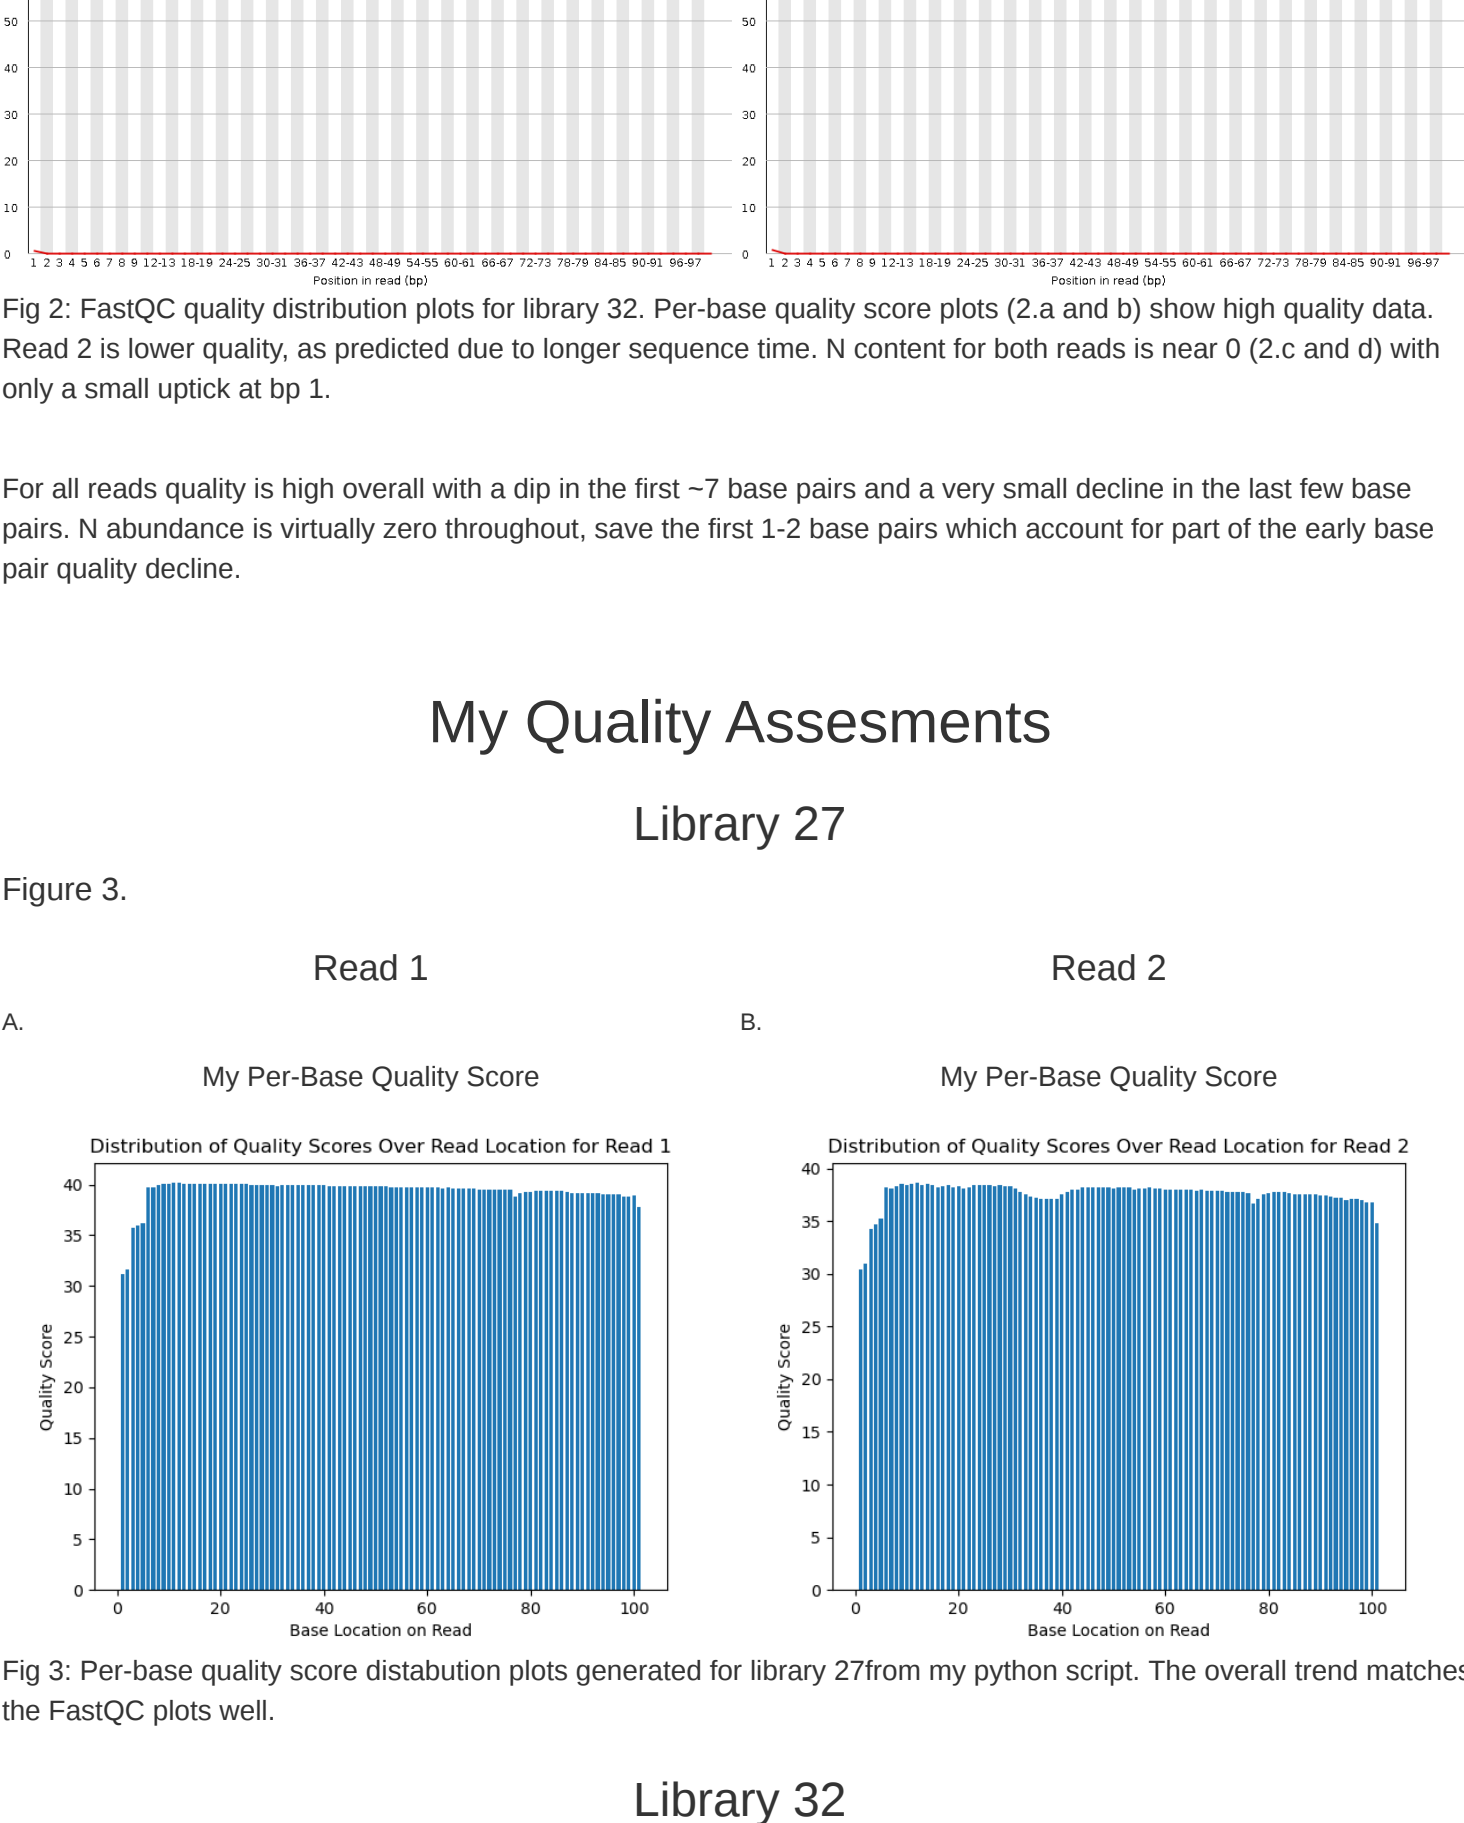 50
40
30
20
10
0
1 2 3 4 5 6 7 8 9 12-13 18-19 24-25 30-31 36-37 42-43 48-49 54-55 60-61 66-67 72-73 78-79 84-85 90-91 96-97
Position in read (bp)
50
40
30
20
10
0
1 2 3 4 5 6 7 8 9 12-13 18-19 24-25 30-31 36-37 42-43 48-49 54-55 60-61 66-67 72-73 78-79 84-85 90-91 96-97
Position in read (bp)
Fig 2: FastQC quality distribution plots for library 32. Per-base quality score plots (2.a and b) show high quality data.
Read 2 is lower quality, as predicted due to longer sequence time. N content for both reads is near 0 (2.c and d) with
only a small uptick at bp 1.
For all reads quality is high overall with a dip in the first ~7 base pairs and a very small decline in the last few base
pairs. N abundance is virtually zero throughout, save the first 1-2 base pairs which account for part of the early base
pair quality decline.
My Quality Assesments
Library 27
Figure 3.
Read 1
A.
My Per-Base Quality Score
Distribution of Quality Scores Over Read Location for Read 1
Quality Score
40
35
30
25
20
15
10
5
0
0 20 40 60 80 100
Base Location on Read
Read 2
B.
My Per-Base Quality Score
Distribution of Quality Scores Over Read Location for Read 2
Quality Score
40
35
30
25
20
15
10
5
0
0 20 40 60 80 100
Base Location on Read
Fig 3: Per-base quality score distabution plots generated for library 27from my python script. The overall trend matches
the FastQC plots well.
Library 32